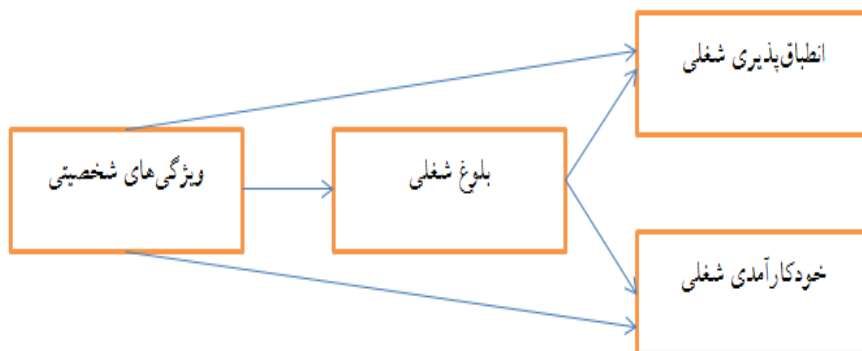 انطباق‌پذیری شغلی
ویژگی‌های شخصیتی
بلوغ شغلی
خودکارآمدی شغلی